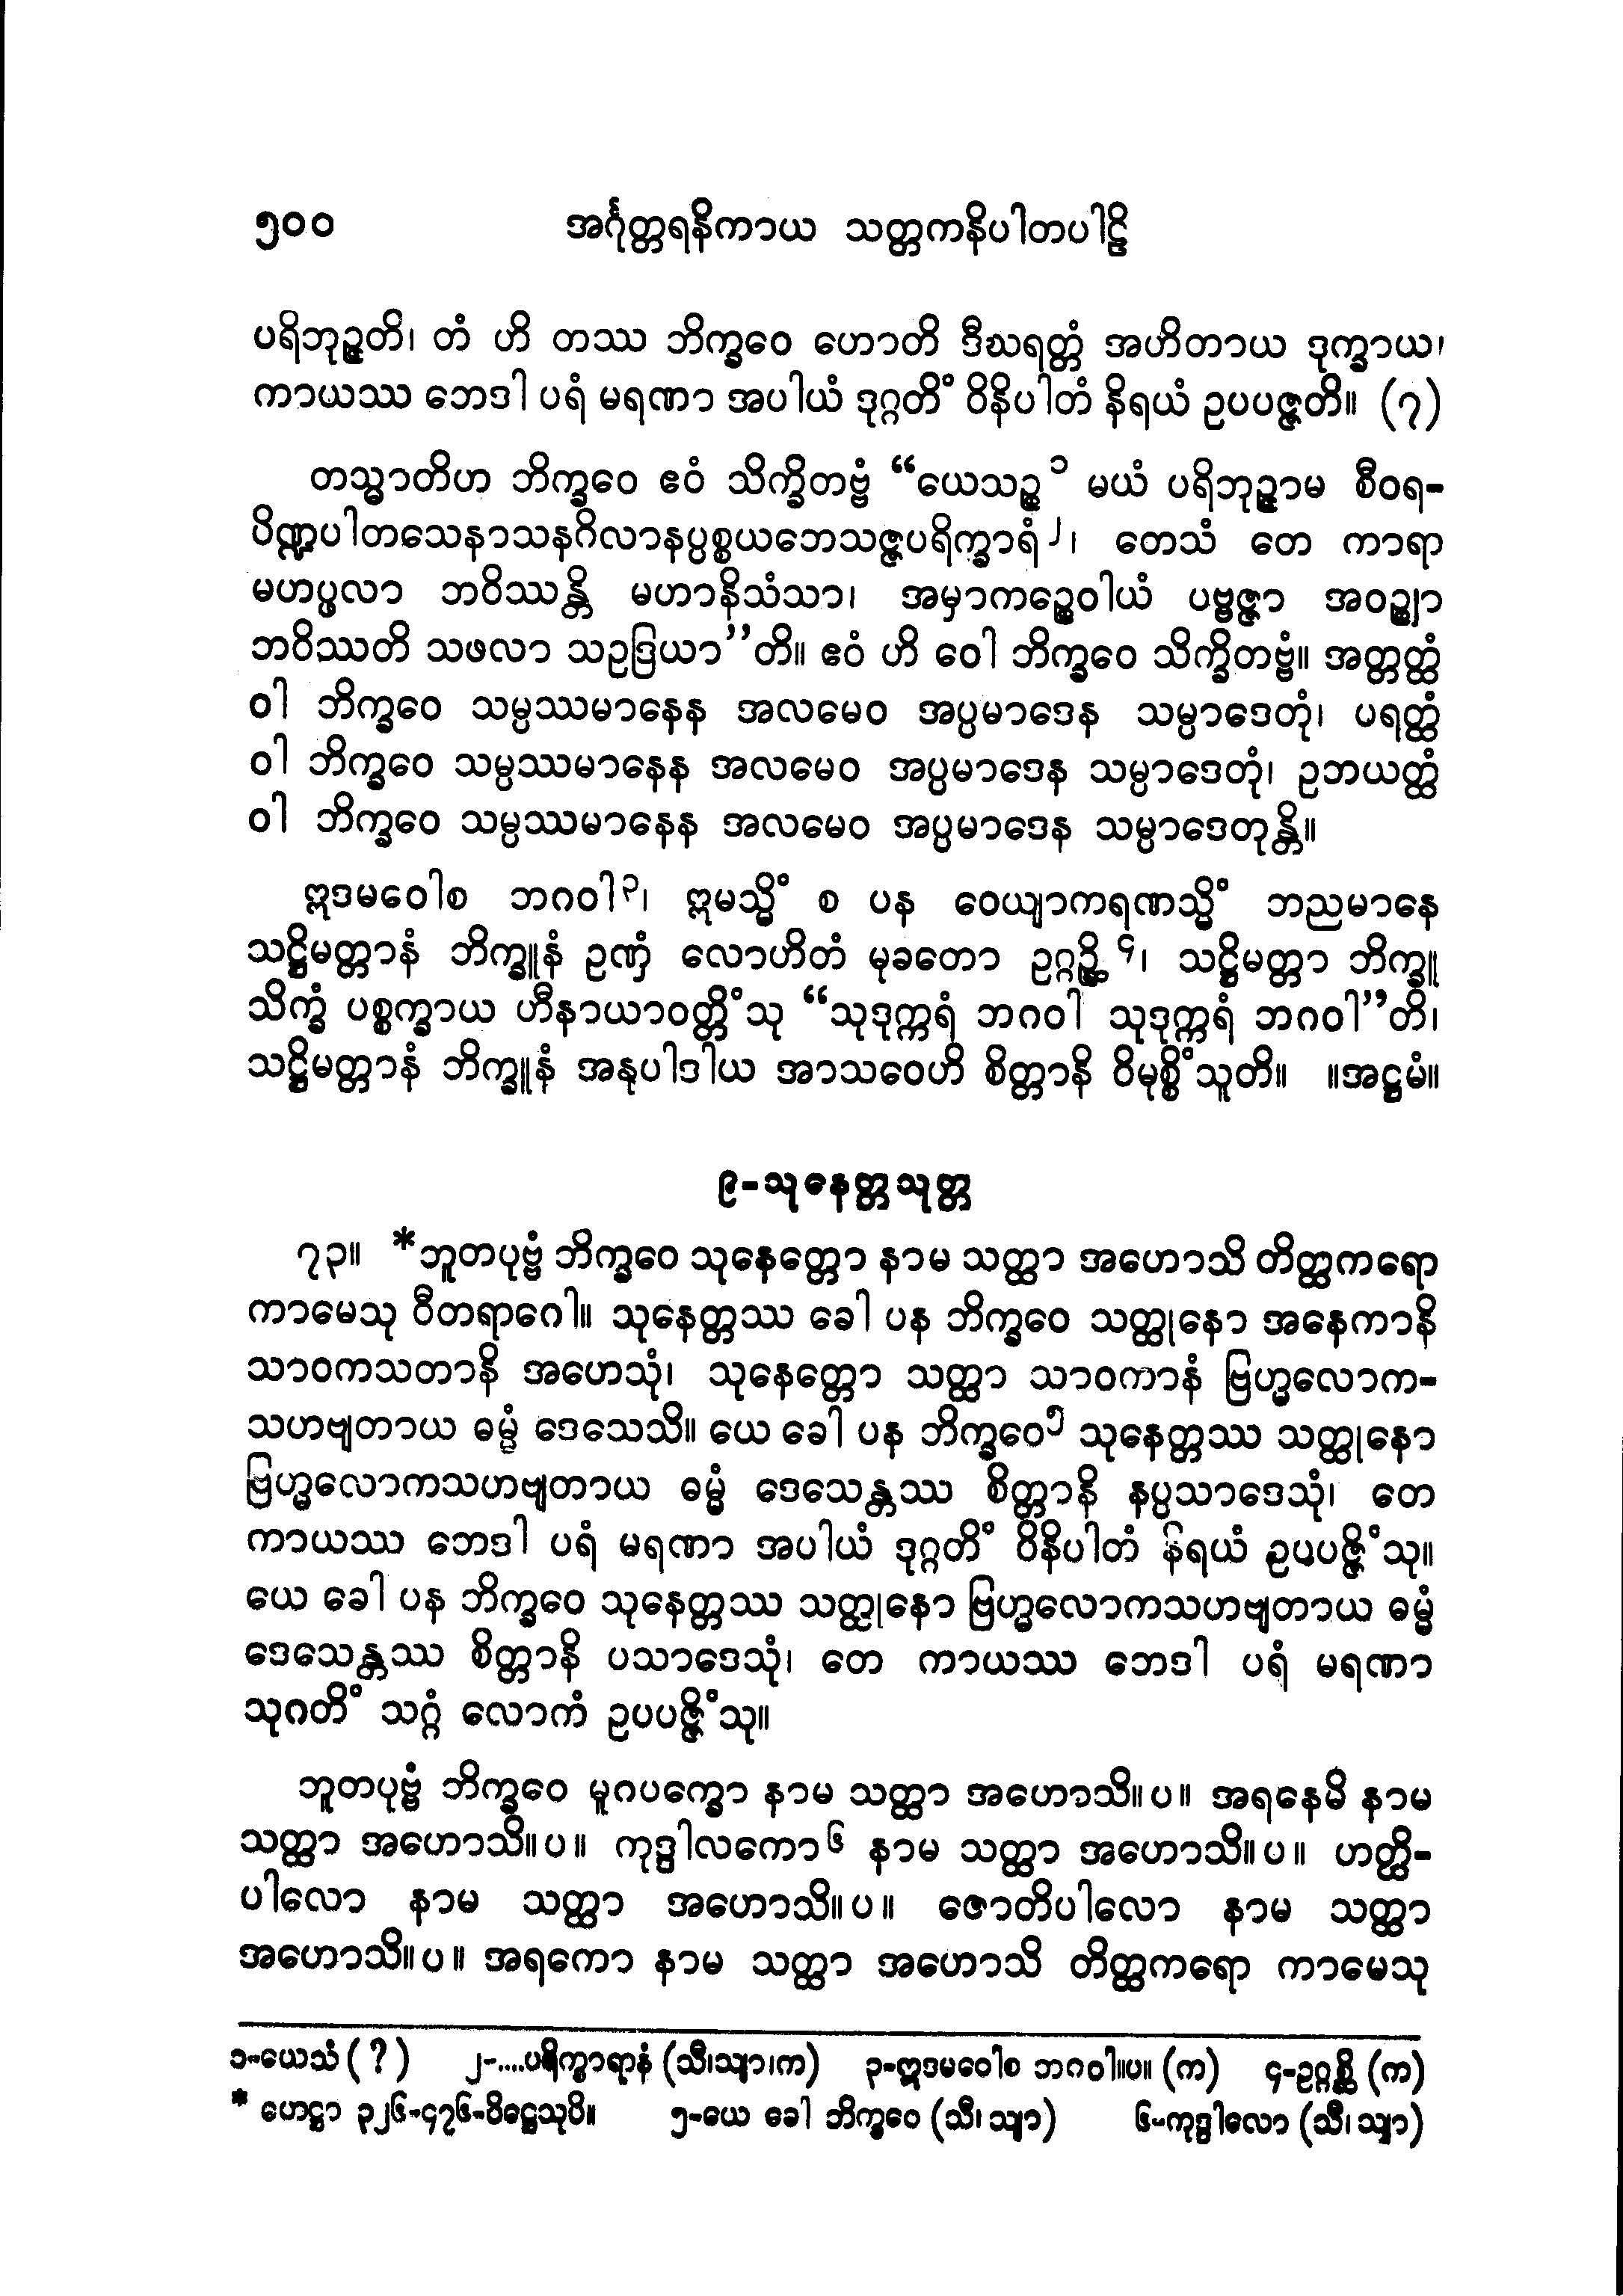 ၅၀၀ အင်္ဂုတ္တရနိကာယ သတ္တကနိပါတပါဠိ
ပရိဘုဉ္ဇတိ၊ တံ ဟိ တဿ ဘိက္ခဝေ ဟောတိ ဒီဃရတ္တံ အဟိတာယ ဒုက္ခာယ၊
ကာယဿ ဘေဒါ ပရံ မရဏာ အပါယံ ဒုဂ္ဂတိံ ဝိနိပါတံ နိရယံ ဥပပဇ္ဇတိ။ (၇)
တသ္မာတိဟ ဘိက္ခဝေ ဧဝံ သိက္ခိတဗ္ဗံ “ယေသဉ္စ ၁ မယံ ပရိဘုဉ္ဇာမ စီဝရ-
ပိဏ္ဍပါတသေနာသနဂိလာနပ္ပစ္စယဘေသဇ္ဇပရိက္ခာရံ ၂၊ တေသံ တေ ကာရာ
မဟပ္ဖလာ ဘဝိဿန္တိ မဟာနိသံသာ၊ အမှာကဉ္စေဝါယံ ပဗ္ဗဇ္ဇာ အဝဉ္ဈာ
ဘဝိဿတိ သဖလာ သဥဒြယာ”တိ။ ဧဝံ ဟိ ဝေါ ဘိက္ခဝေ သိက္ခိတဗ္ဗံ။ အတ္တတ္ထံ
ဝါ ဘိက္ခဝေ သမ္ပဿမာနေန အလမေဝ အပ္ပမာဒေန သမ္ပာဒေတုံ၊ ပရတ္ထံ
ဝါ ဘိက္ခဝေ သမ္ပဿမာနေန အလမေဝ အပ္ပမာဒေန သမ္ပာဒေတုံ၊ ဥဘယတ္ထံ
ဝါ ဘိက္ခဝေ သမ္ပဿမာနေန အလမေဝ အပ္ပမာဒေန သမ္ပာဒေတုန္တိ။
ဣဒမဝေါစ ဘဂဝါ ၃၊ ဣမသ္မိံ စ ပန ဝေယျာကရဏသ္မိံ ဘညမာနေ
သဋ္ဌိမတ္တာနံ ဘိက္ခူနံ ဥဏှံ လောဟိတံ မုခတော ဥဂ္ဂဉ္ဆိ ၄၊ သဋ္ဌိမတ္တာ ဘိက္ခူ
သိက္ခံ ပစ္စက္ခာယ ဟီနာယာဝတ္တိံသု “သုဒုက္ကရံ ဘဂဝါ သုဒုက္ကရံ ဘဂဝါ”တိ၊
သဋ္ဌိမတ္တာနံ ဘိက္ခူနံ အနုပါဒါယ အာသဝေဟိ စိတ္တာနိ ဝိမုစ္စိံသူတိ။ ။အဋ္ဌမံ။
၉-သုနေတ္တသုတ္တ
၇၃။ *ဘူတပုဗ္ဗံ ဘိက္ခဝေ သုနေတ္တော နာမ သတ္ထာ အဟောသိ တိတ္ထကရော
ကာမေသု ဝီတရာဂေါ။ သုနေတ္တဿ ခေါ ပန ဘိက္ခဝေ သတ္ထုနော အနေကာနိ
သာဝကသတာနိ အဟေသုံ၊ သုနေတ္တော သတ္ထာ သာဝကာနံ ဗြဟ္မလောက-
သဟဗျတာယ ဓမ္မံ ဒေသေသိ။ ယေ ခေါ ပန ဘိက္ခဝေ ၅ သုနေတ္တဿ သတ္ထုနော
ဗြဟ္မလောကသဟဗျတာယ ဓမ္မံ ဒေသေန္တဿ စိတ္တာနိ နပ္ပသာဒေသုံ၊ တေ
ကာယဿ ဘေဒါ ပရံ မရဏာ အပါယံ ဒုဂ္ဂတိံ ဝိနိပါတံ နိရယံ ဥပပဇ္ဇိံသု။
ယေ ခေါ ပန ဘိက္ခဝေ သုနေတ္တဿ သတ္ထုနော ဗြဟ္မလောကသဟဗျတာယ ဓမ္မံ
ဒေသေန္တဿ စိတ္တာနိ ပသာဒေသုံ၊ တေ ကာယဿ ဘေဒါ ပရံ မရဏာ
သုဂတိံ သဂ္ဂံ လောကံ ဥပပဇ္ဇိံသု။
ဘူတပုဗ္ဗံ ဘိက္ခဝေ မူဂပက္ခော နာမ သတ္ထာ အဟောသိ။ပ။ အရနေမိ နာမ
သတ္ထာ အဟောသိ။ပ။ ကုဒ္ဒါလကော ၆ နာမ သတ္ထာ အဟောသိ။ပ။ ဟတ္ထိ-
ပါလော နာမ သတ္ထာ အဟောသိ။ပ။ ဇောတိပါလော နာမ သတ္ထာ
အဟောသိ။ပ။ အရကော နာမ သတ္ထာ အဟောသိ တိတ္ထကရော ကာမေသု
၁-ယေသံ (?) ၂-....ပရိက္ခာရာနံ (သီ၊သျာ၊က) ၃-ဣဒမဝေါစ ဘဂဝါ။ပ။ (က) ၄-ဥဂ္ဂစ္ဆိ (က)
* ဟေဋ္ဌာ ၃၂၆-၄၇၆-ပိဋ္ဌေသုပိ။ ၅-ယေ ခေါ ဘိက္ခဝေ (သီ၊ သျာ) ၆-ကုဒ္ဒါလော (သီ၊ သျာ)